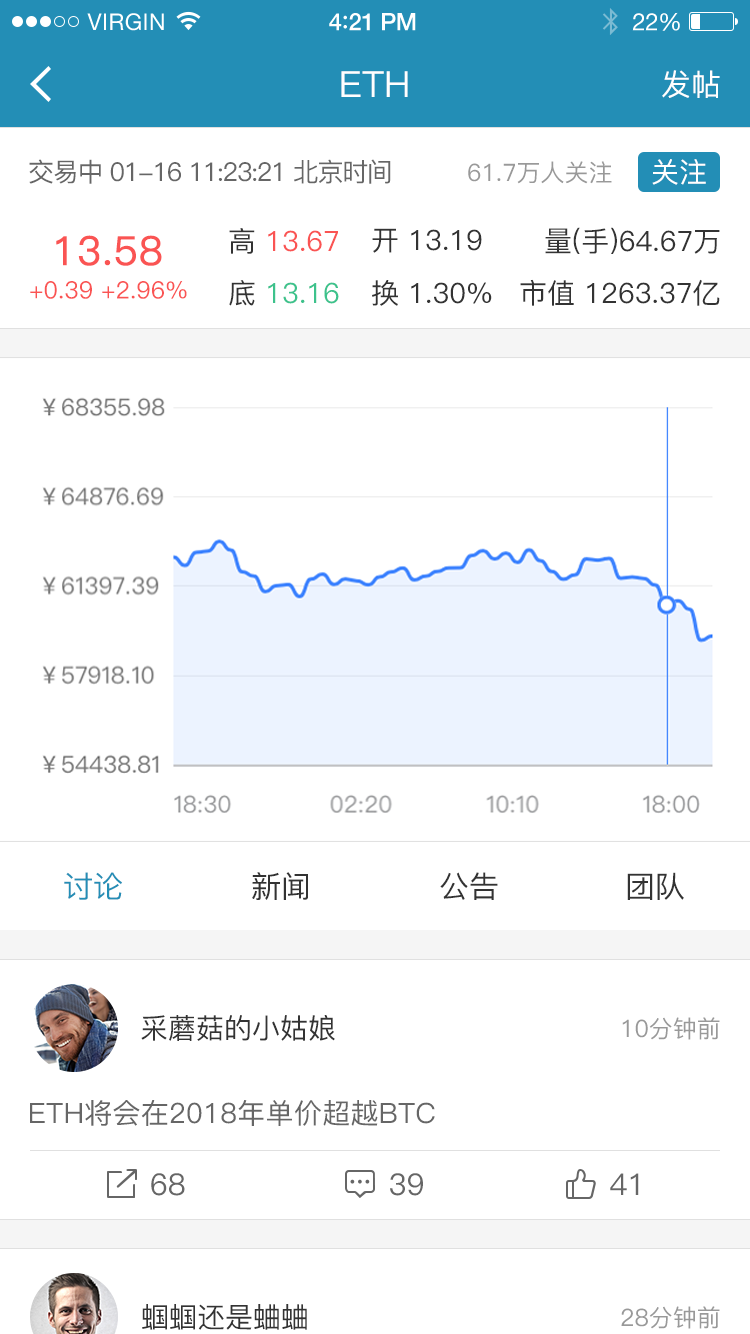 VIRGIN 4:21 PM 22%
ETH 发帖
交易中 01-16 11:23:21 北京时间 61.7万人关注 关注
13.58 高 13.67 开 13.19 量(手)64.67万
+0.39 +2.96% 底 13.16 换 1.30% 市值 1263.37亿
¥68355.98
¥64876.69
¥61397.39
¥57918.10
¥54438.81
18:30 02:20 10:10 18:00
讨论 新闻 公告 团队
采蘑菇的小姑娘 10分钟前
ETH将会在2018年单价超越BTC
68 39 41
蝈蝈还是蛐蛐 28分钟前